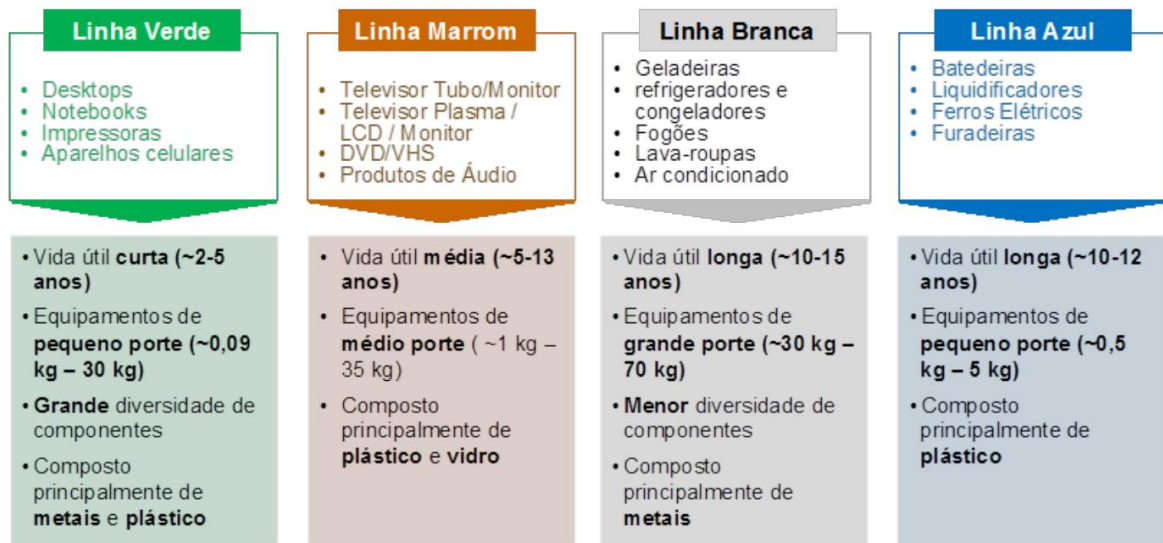 Linha Verde
• Desktops
• Notebooks
• Impressoras
• Aparelhos celulares
• Vida útil curta (~2-5
anos)
• Equipamentos de
pequeno porte (~0,09
kg – 30 kg)
• Grande diversidade de
componentes
• Composto
principalmente de
metais e plástico
Linha Marrom
• Televisor Tubo/Monitor
• Televisor Plasma /
LCD / Monitor
• DVD/VHS
• Produtos de Áudio
• Vida útil média (~5-13
anos)
• Equipamentos de
médio porte ( ~1 kg –
35 kg)
• Composto
principalmente de
plástico e vidro
Linha Branca
• Geladeiras
• refrigeradores e
congeladores
• Fogões
• Lava-roupas
• Ar condicionado
• Vida útil longa (~10-15
anos)
• Equipamentos de
grande porte (~30 kg –
70 kg)
• Menor diversidade de
componentes
• Composto
principalmente de
metais
Linha Azul
• Batedeiras
• Liquidificadores
• Ferros Elétricos
• Furadeiras
• Vida útil longa (~10-12
anos)
• Equipamentos de
pequeno porte (~0,5
kg – 5 kg)
• Composto
principalmente de
plástico